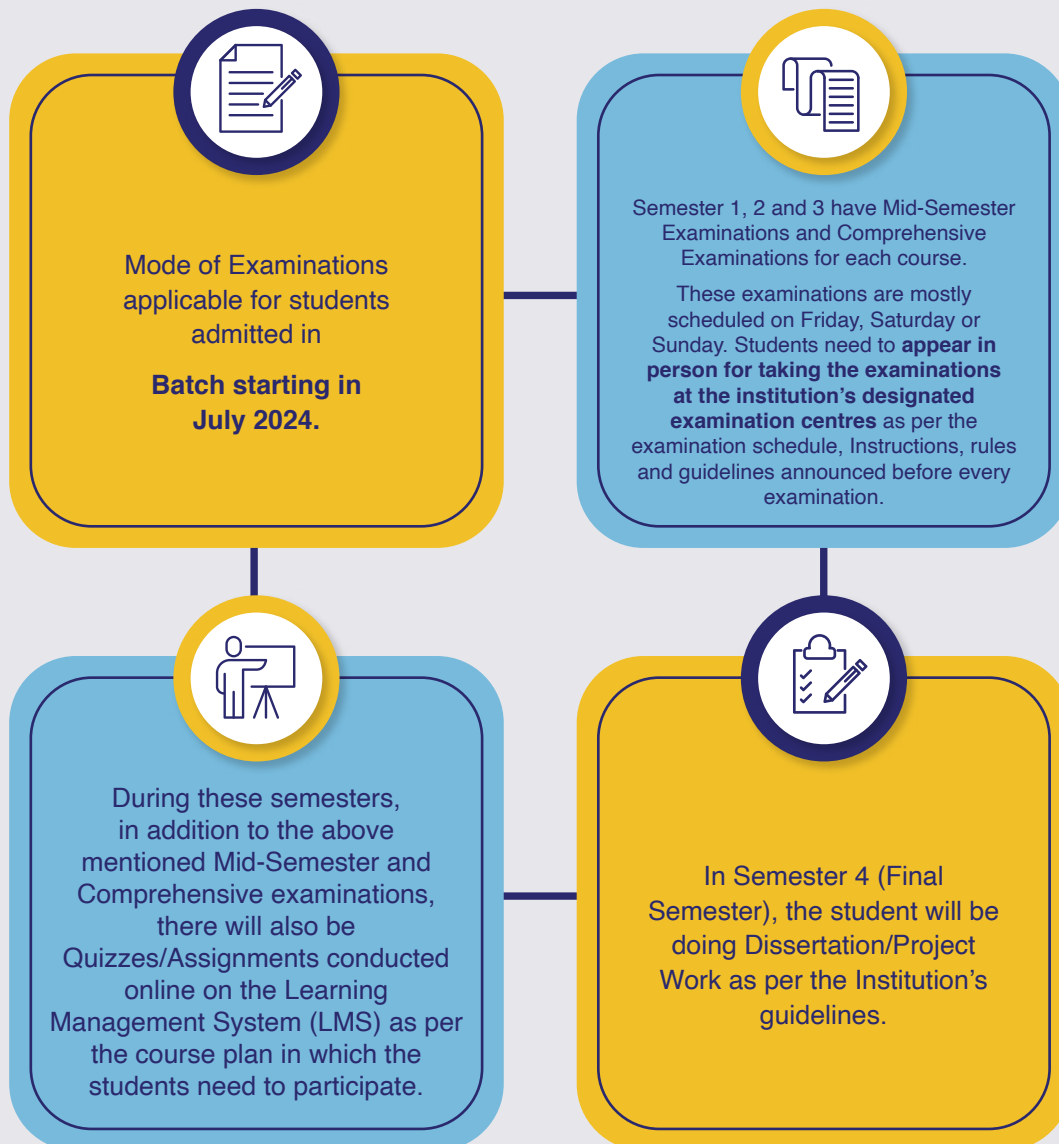 Mode of Examinations
applicable for students
admitted in
Batch starting in
July 2024.
Semester 1, 2 and 3 have Mid-Semester
Examinations and Comprehensive
Examinations for each course.
These examinations are mostly
scheduled on Friday, Saturday or
Sunday. Students need to appear in
person for taking the examinations
at the institution’s designated
examination centres as per the
examination schedule, Instructions, rules
and guidelines announced before every
examination.
During these semesters,
in addition to the above
mentioned Mid-Semester and
Comprehensive examinations,
there will also be
Quizzes/Assignments conducted
online on the Learning
Management System (LMS) as per
the course plan in which the
students need to participate.
In Semester 4 (Final
Semester), the student will be
doing Dissertation/Project
Work as per the Institution’s
guidelines.